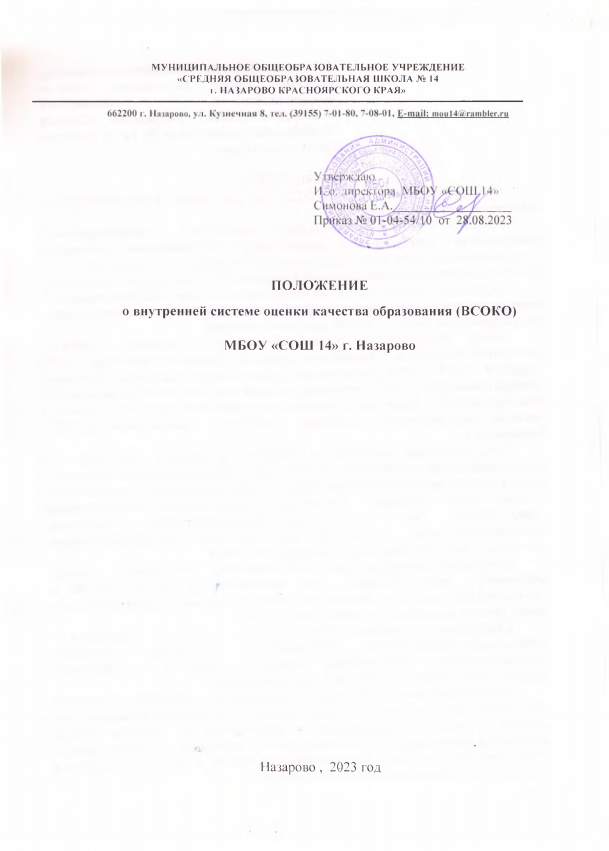 МУНИЦИПАЛЬНОЕ ОБЩЕОБРАЗОВАТЕЛЬНОЕ УЧРЕЖДЕНИЕ
«СРЕДНЯЯ ОБЩЕОБРАЗОВАТЕЛЬНАЯ ШКОЛА № 14
г. НАЗАРОВО КРАСНОЯРСКОГО КРАЯ»
662200 г. Назарово, ул. Кузнечная 8, тел. (39155) 7-01-80, 7-08-01, E-mail: mou14@rambler.ru
Утверждаю
И. о. директора МБОУ «СОШ 14»
Симонова Е.А.
Приказ № 01-04-54/10 от 28.08.2023
ПОЛОЖЕНИЕ
о внутренней системе оценки качества образования (ВСОКО)
МБОУ «СОШ 14» г. Назарово
Назарово , 2023 год